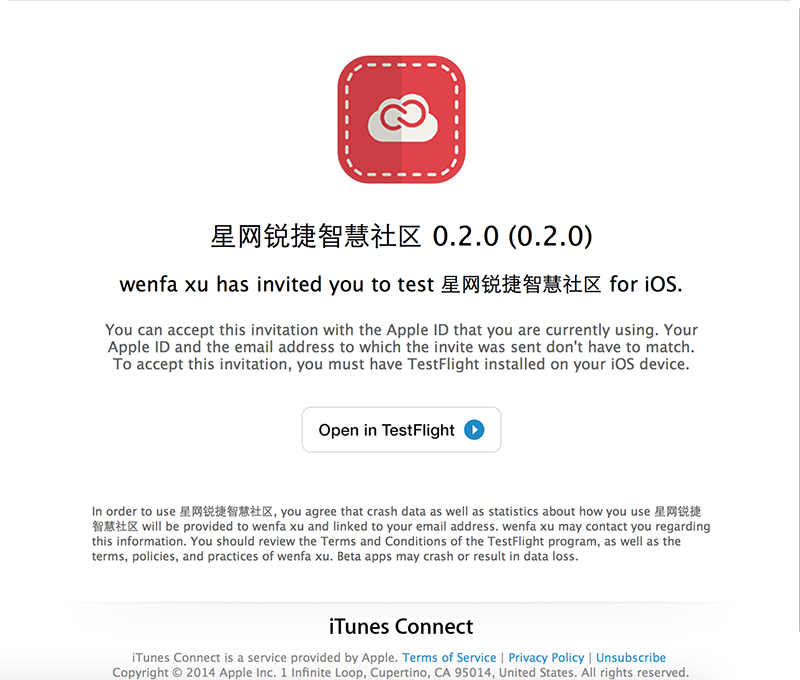 星网锐捷智慧社区 0.2.0 (0.2.0)
wenfa xu has invited you to test 星网锐捷智慧社区 for iOS.
You can accept this invitation with the Apple ID that you are currently using. Your
Apple ID and the email address to which the invite was sent don't have to match.
To accept this invitation, you must have TestFlight installed on your iOS device.
Open in TestFlight
In order to use 星网锐捷智慧社区, you agree that crash data as well as statistics about how you use 星网锐捷
智慧社区 will be provided to wenfa xu and linked to your email address. wenfa xu may contact you regarding
this information. You should review the Terms and Conditions of the TestFlight program, as well as the
terms, policies, and practices of wenfa xu. Beta apps may crash or result in data loss.
iTunes Connect
iTunes Connect is a service provided by Apple. Terms of Service | Privacy Policy | Unsubscribe
Copyright © 2014 Apple Inc. 1 Infinite Loop, Cupertino, CA 95014, United States. All rights reserved.